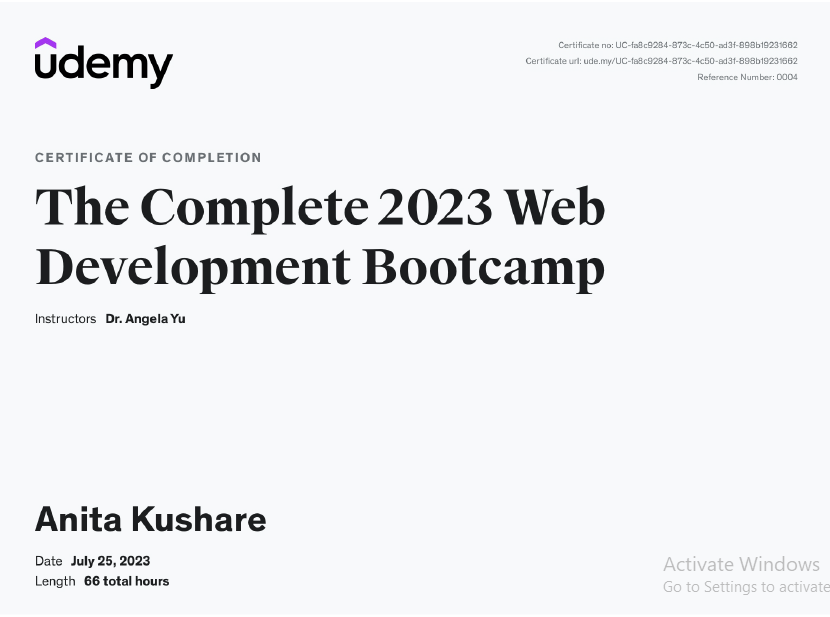 udemy
Certificate no: UC-fa8c9284-873c-4c50-ad3f-898b19231662
Certificate url: ude.my/UC-fa8c9284-873c-4c50-ad3f-898b19231662
Reference Number: 0004
CERTIFICATE OF COMPLETION
The Complete 2023 Web
Development Bootcamp
Instructors Dr. Angela Yu
Anita Kushare
Date July 25, 2023
Length 66 total hours
Activate Windows
Go to Settings to activate